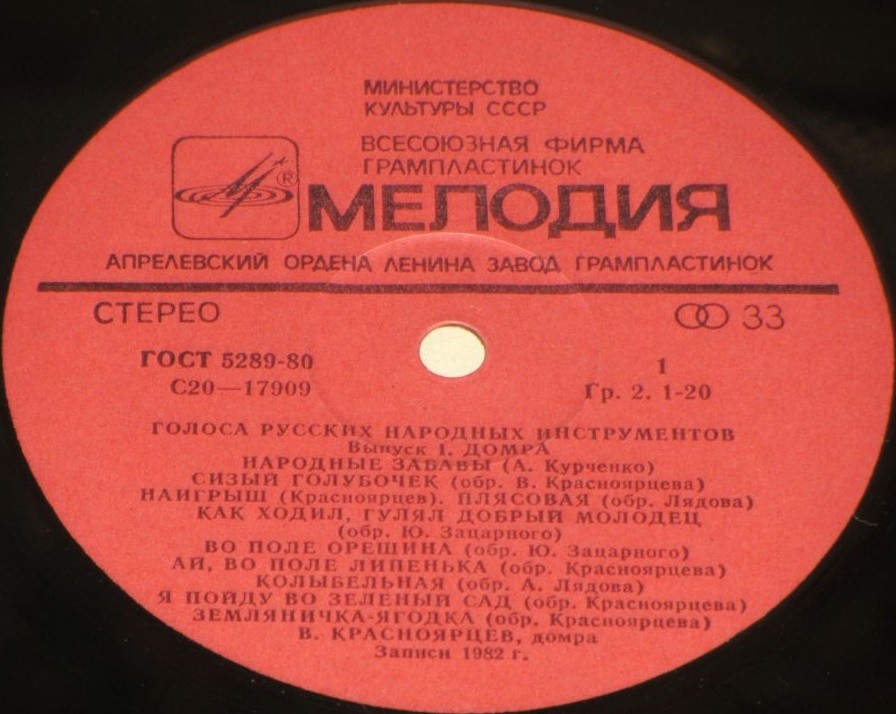 МИНИСТЕРСТВО
КУЛЬТУРЫ СССР
ВСЕСОЮЗНАЯ ФИРМА
ГРАМПЛАСТИНОК
®
МЕЛОДИЯ
АПРЕЛЕВСКИЙ ОРДЕНА ЛЕНИНА ЗАВОД ГРАМПЛАСТИНОК
СТЕРЕО 33
ГОСТ 5289-80 1
С20—17909 Гр. 2. 1-20
ГОЛОСА РУССКИХ НАРОДНЫХ ИНСТРУМЕНТОВ
Выпуск 1. ДОМРА
НАРОДНЫЕ ЗАБАВЫ (А. Курченко)
СИЗЫЙ ГОЛУБОЧЕК (обр. В. Красноярцева)
НАИГРЫШ (Красноярцев). ПЛЯСОВАЯ (обр. Лядова)
КАК ХОДИЛ, ГУЛЯЛ ДОБРЫЙ МОЛОДЕЦ
(обр. Ю. Зацарного)
ВО ПОЛЕ ОРЕШИНА (обр. Ю. Зацарного)
АЙ, ВО ПОЛЕ ЛИПЕНЬКА (обр. Красноярцева)
КОЛЫБЕЛЬНАЯ (обр. А. Лядова)
Я ПОЙДУ ВО ЗЕЛЕНЫЙ САД (обр. Красноярцева)
ЗЕМЛЯНИЧКА-ЯГОДКА (обр. Красноярцева)
В. КРАСНОЯРЦЕВ, домра
Записи 1982 г.